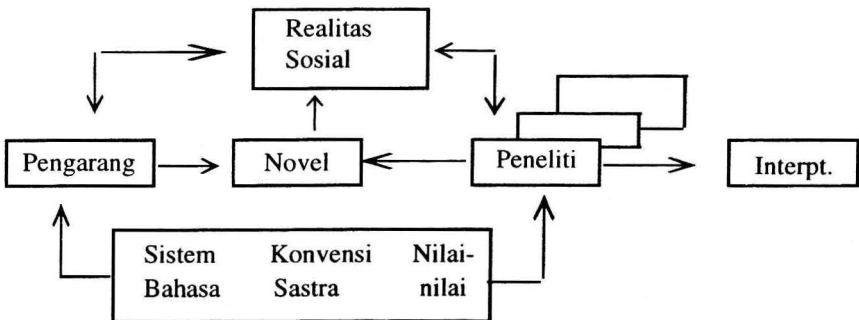 Realitas
Sosial
Pengarang
Novel
Peneliti
Interpt.
Sistem Konvensi Nilai-
Bahasa Sastra nilai